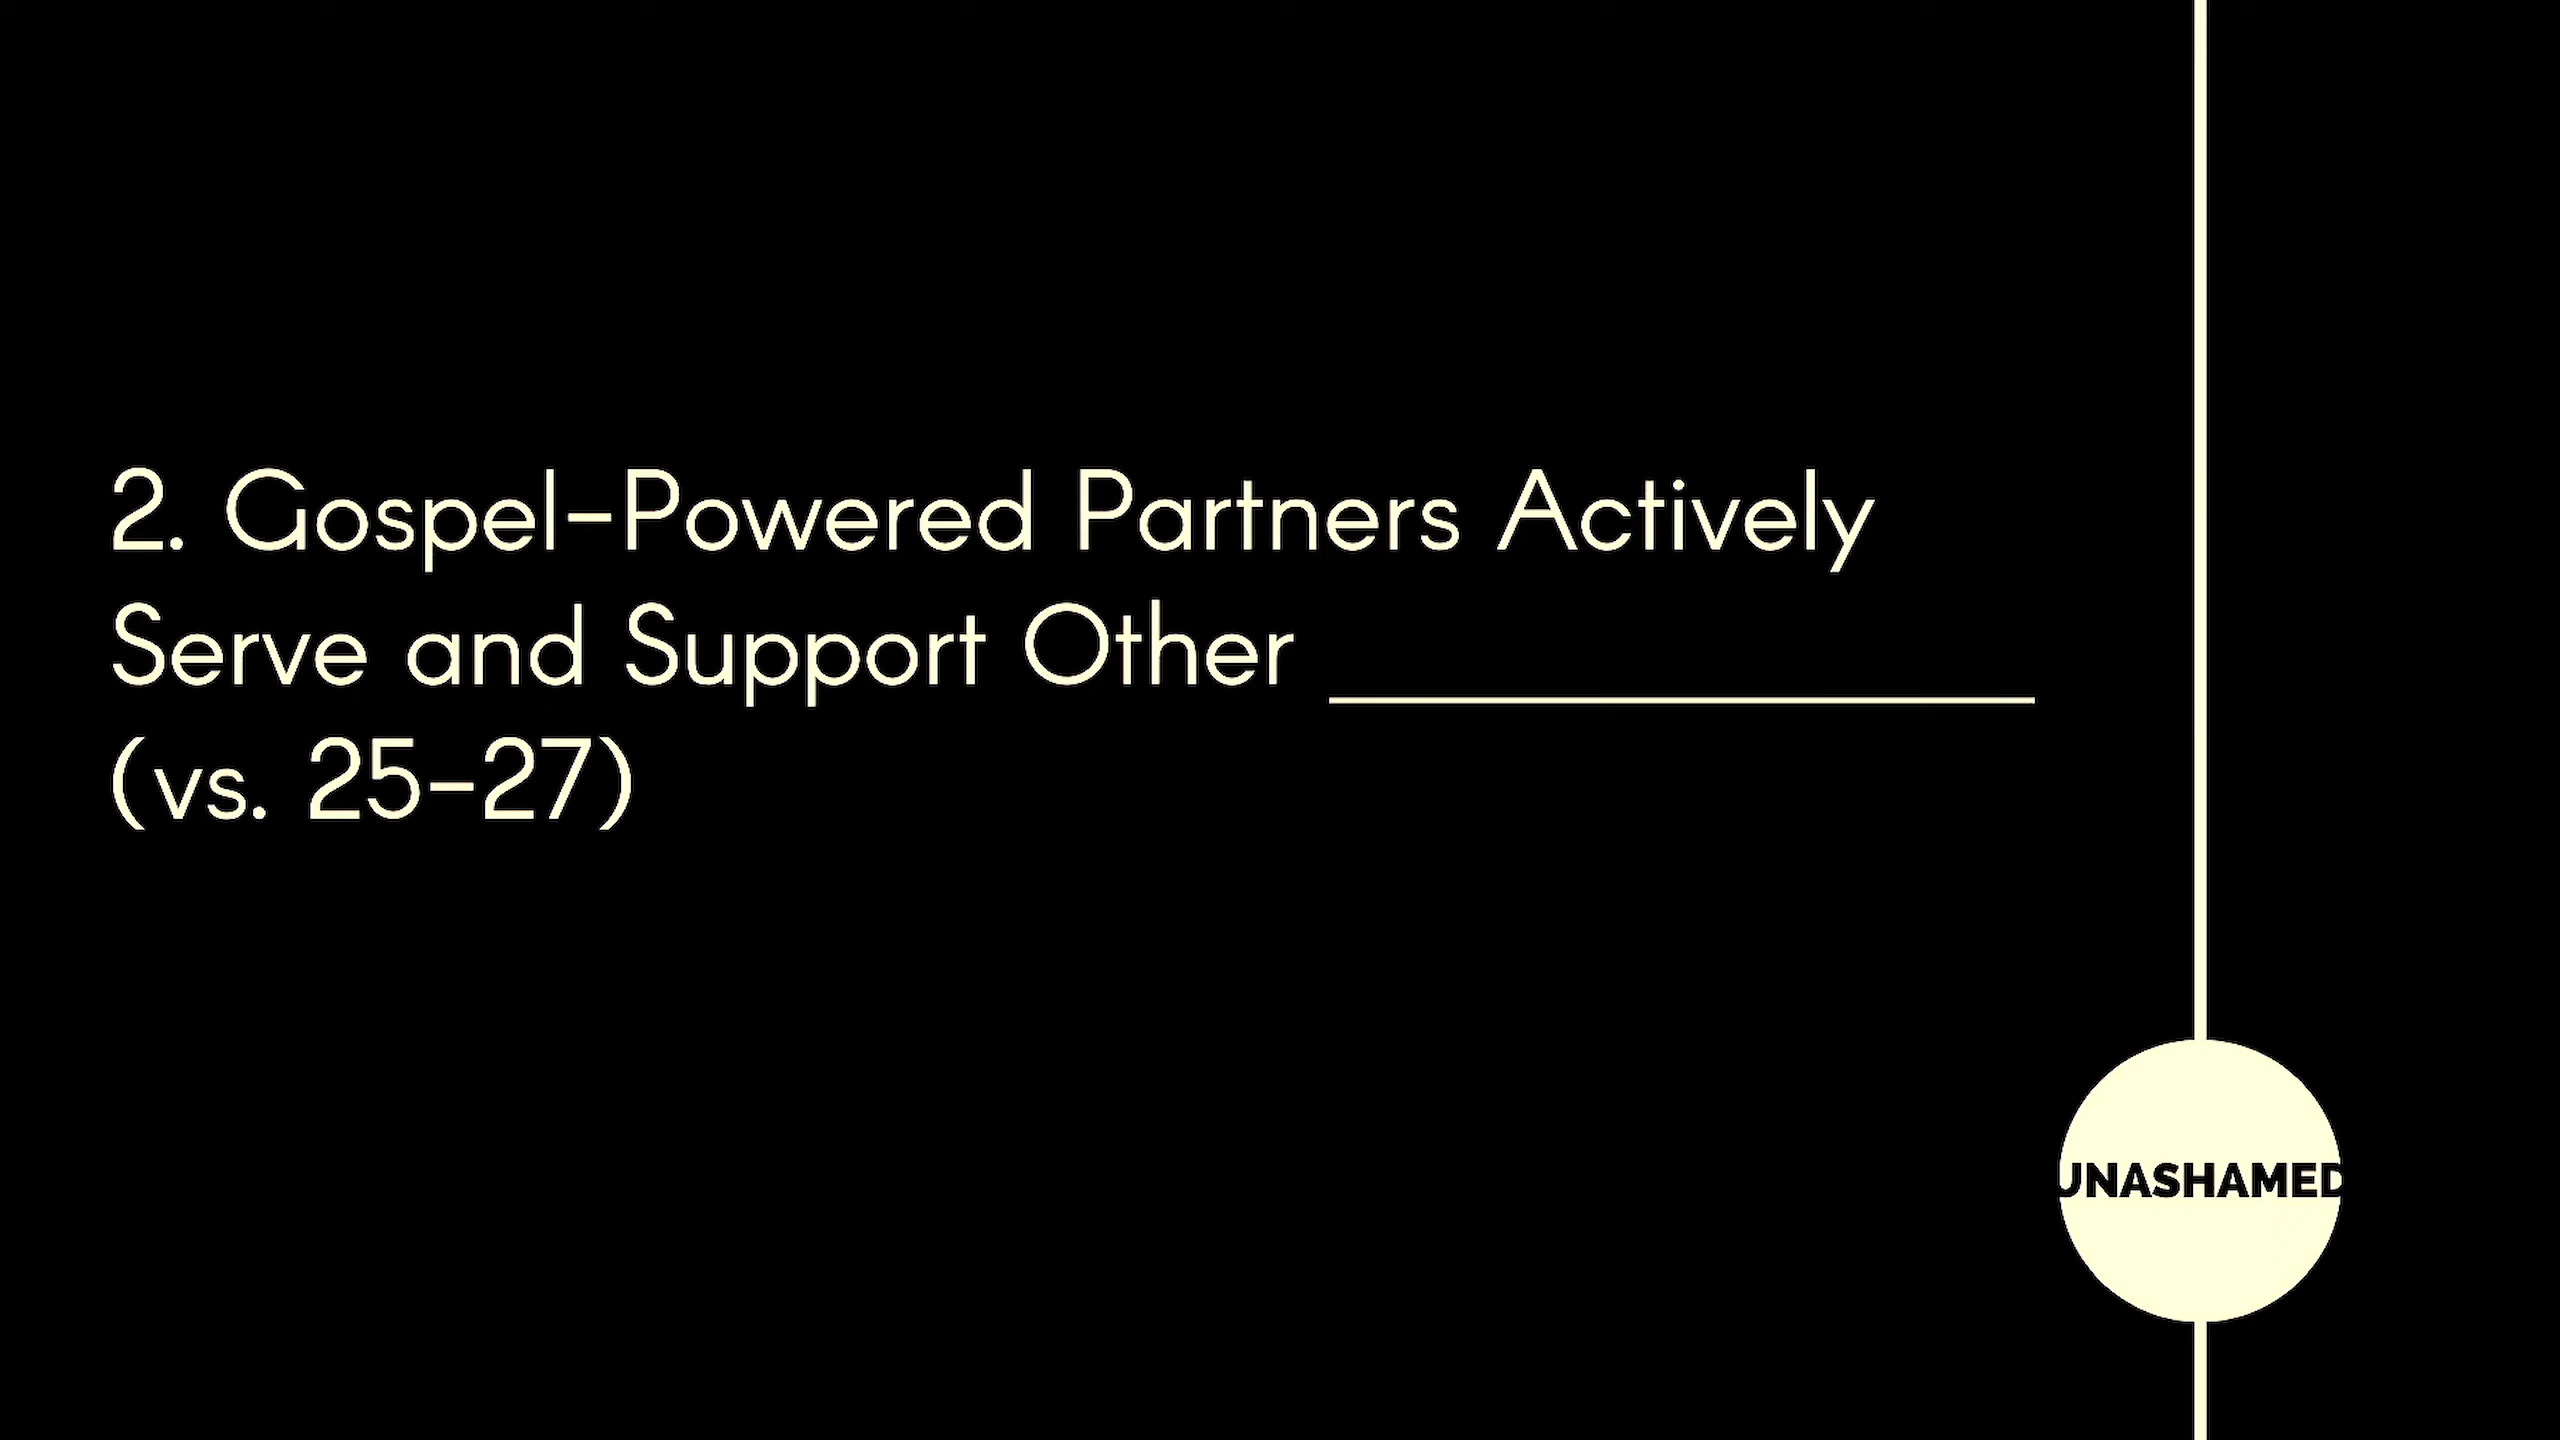 2. Gospel-Powered Partners Actively
Serve and Support Other ______________
(vs. 25-27)
UNASHAMED